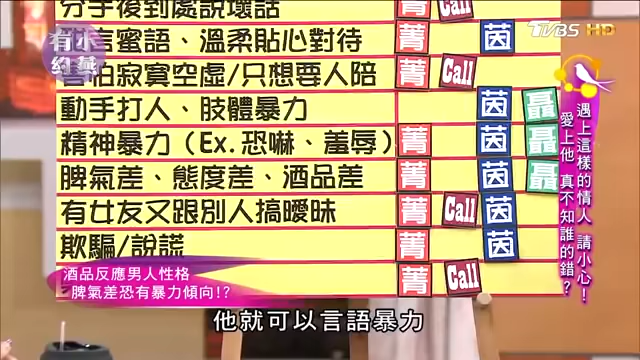 小燕有約
TVBS HD
分手後到處說壞話 菁 Call
言蜜語、溫柔貼心對待 菁 茵
害怕寂寞空虛/只想要人陪 菁 Call
動手打人、肢體暴力 茵 聶
精神暴力（Ex.恐嚇、羞辱） 菁 茵 聶
脾氣差、態度差、酒品差 菁 茵 聶
有女友又跟別人搞曖昧 菁 Call 茵
欺騙/說謊 菁 茵
菁 Call
遇上這樣的情人 請小心！
愛上他 真不知誰的錯？
酒品反應男人性格
脾氣差恐有暴力傾向!?
他就可以言語暴力